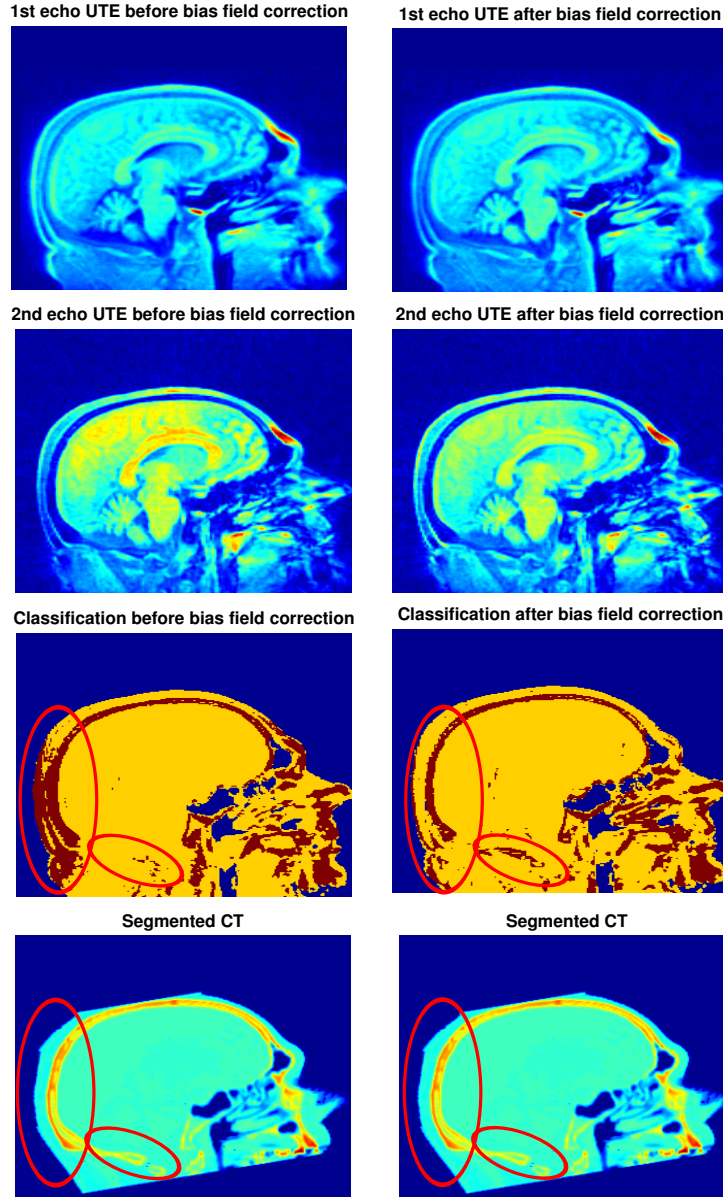 1st echo UTE before bias field correction
1st echo UTE after bias field correction
2nd echo UTE before bias field correction
2nd echo UTE after bias field correction
Classification before bias field correction
Classification after bias field correction
Segmented CT
Segmented CT